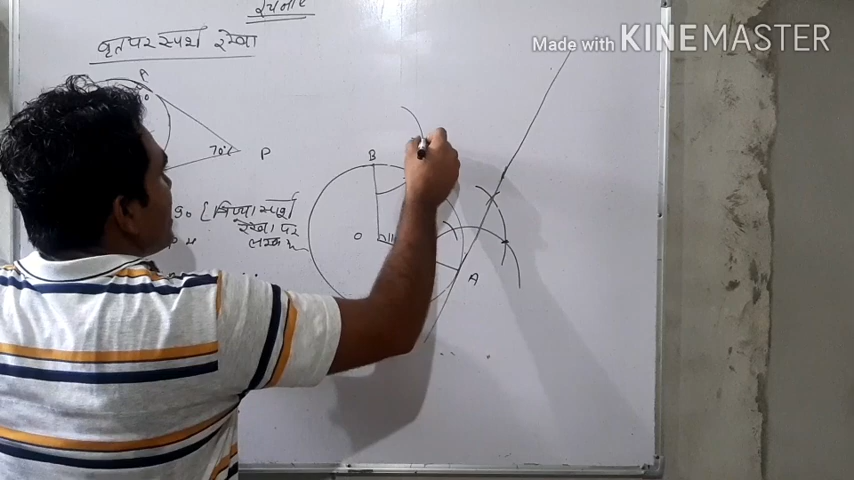 रचनाएँ
Made with KINEMASTER
वृत पर स्पर्श रेखा
A
70°
P
B
90 [त्रिज्या स्पर्श
रेखा पर
लम्ब
O
A